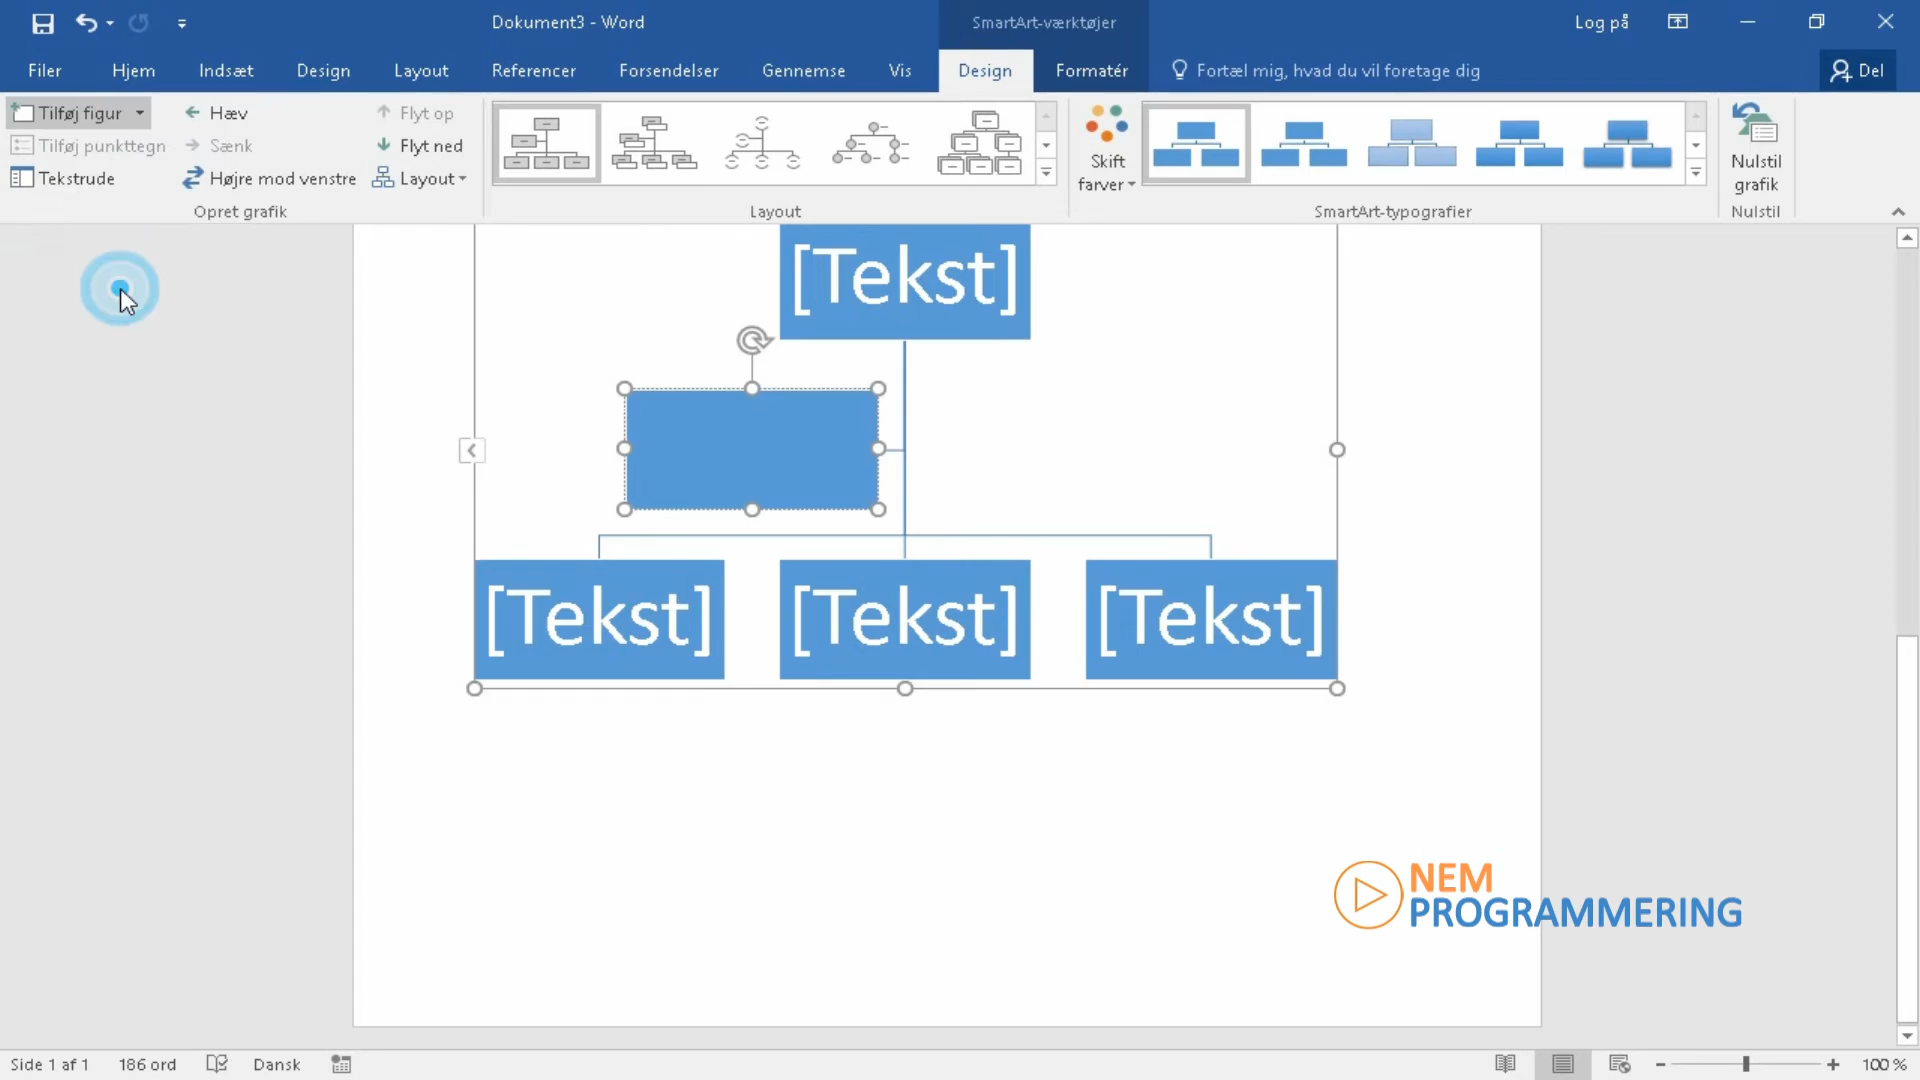 Dokument3 - Word
SmartArt-værktøjer
Log på
Filer
Hjem
Indsæt
Design
Layout
Referencer
Forsendelser
Gennemse
Vis
Design
Formatér
Fortæl mig, hvad du vil foretage dig
Del
Tilføj figur
Hæv
Flyt op
Tilføj punkttegn
Sænk
Flyt ned
Tekstrude
Højre mod venstre
Layout
Opret grafik
Layout
Skift
farver
SmartArt-typografier
Nulstil
grafik
Nulstil
[Tekst]
[Tekst]
[Tekst]
[Tekst]
NEM
PROGRAMMERING
Side 1 af 1
186 ord
Dansk
100 %